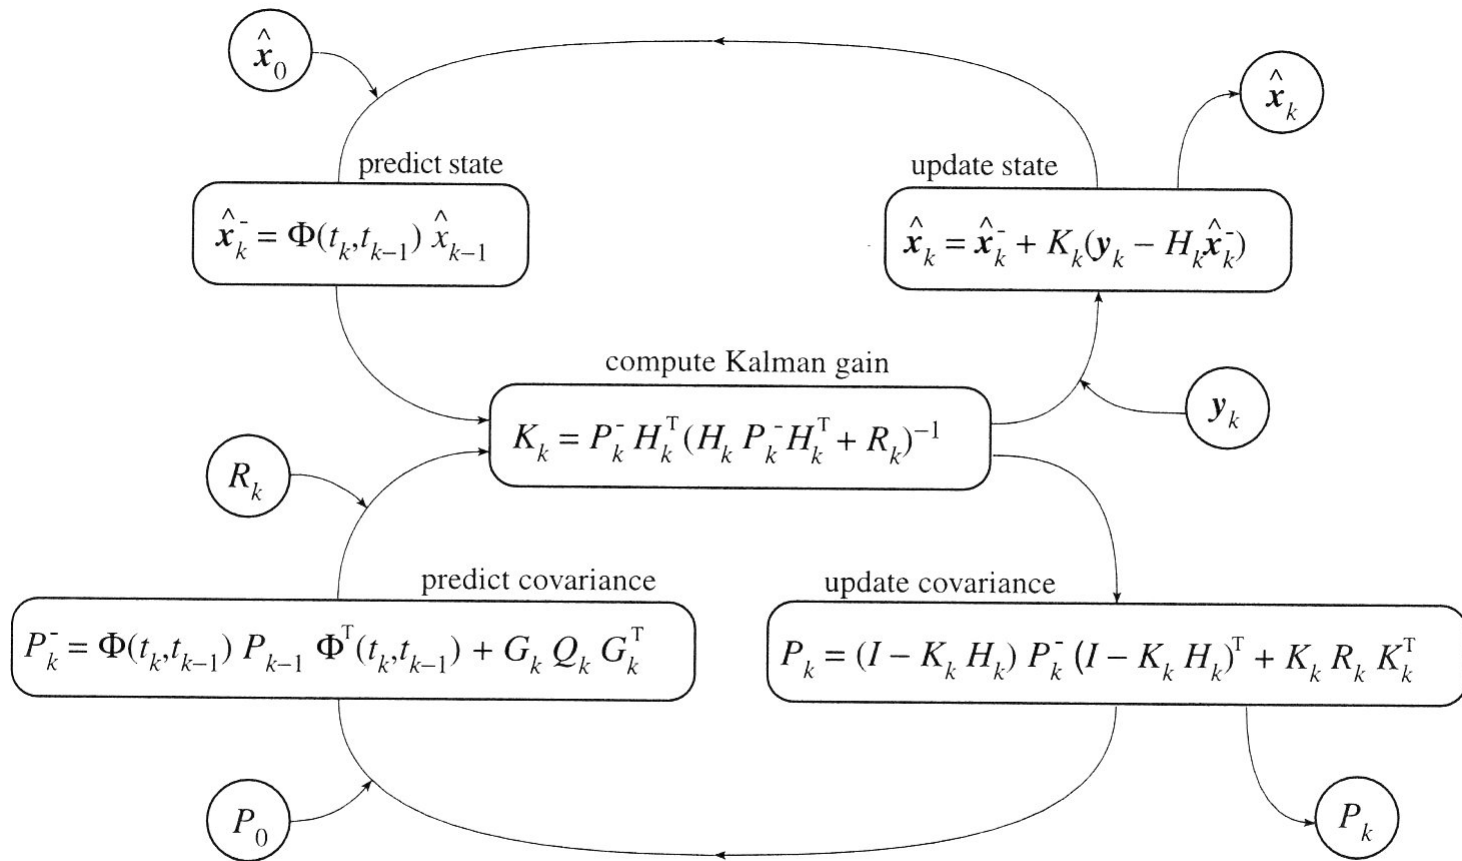 x̂₀
x̂ₖ
predict state
x̂ₖ⁻ = Φ(tₖ,tₖ₋₁) x̂ₖ₋₁
update state
x̂ₖ = x̂ₖ⁻ + Kₖ(yₖ − Hₖx̂ₖ⁻)
compute Kalman gain
Kₖ = Pₖ⁻ Hₖᵀ(Hₖ Pₖ⁻ Hₖᵀ + Rₖ)⁻¹
yₖ
Rₖ
predict covariance
Pₖ⁻ = Φ(tₖ,tₖ₋₁) Pₖ₋₁ Φᵀ(tₖ,tₖ₋₁) + Gₖ Qₖ Gₖᵀ
update covariance
Pₖ = (I − Kₖ Hₖ) Pₖ⁻ (I − Kₖ Hₖ)ᵀ + Kₖ Rₖ Kₖᵀ
P₀
Pₖ